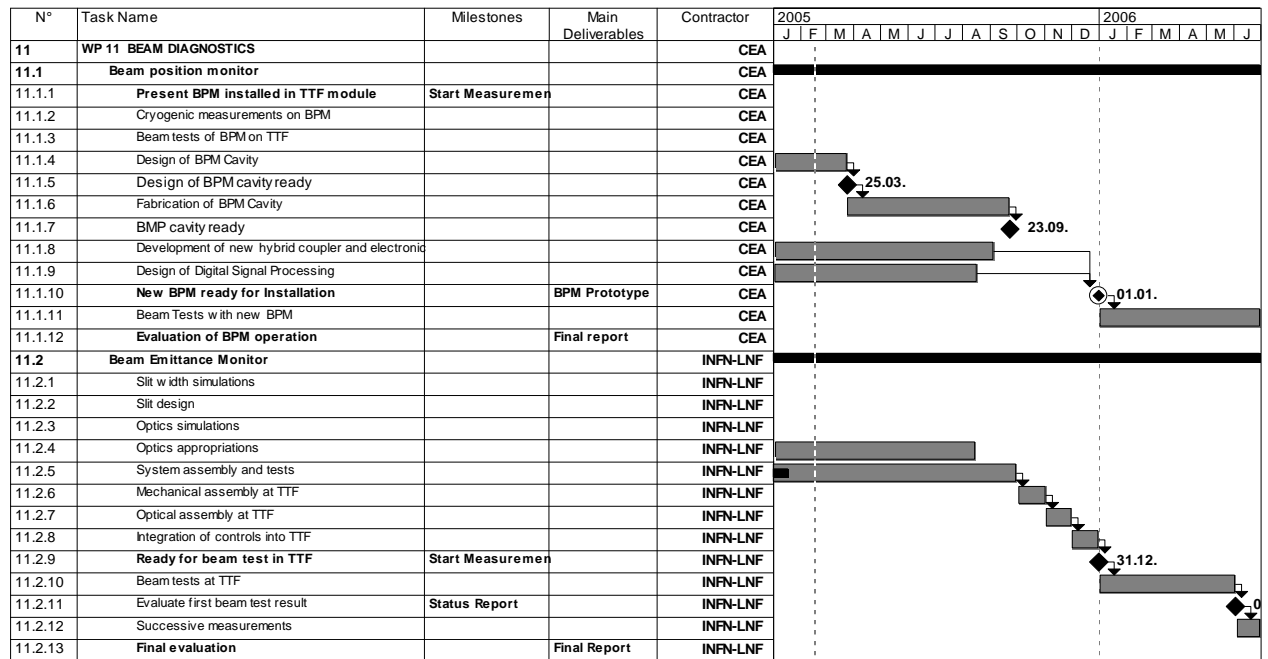 N° Task Name Milestones Main Deliverables Contractor 2005 2006
J F M A M J J A S O N D J F M A M J
11 WP 11 BEAM DIAGNOSTICS CEA
11.1 Beam position monitor CEA
11.1.1 Present BPM installed in TTF module Start Measuremen CEA
11.1.2 Cryogenic measurements on BPM CEA
11.1.3 Beam tests of BPM on TTF CEA
11.1.4 Design of BPM Cavity CEA
11.1.5 Design of BPM cavity ready CEA 25.03.
11.1.6 Fabrication of BPM Cavity CEA
11.1.7 BMP cavity ready CEA 23.09.
11.1.8 Development of new hybrid coupler and electronic CEA
11.1.9 Design of Digital Signal Processing CEA
11.1.10 New BPM ready for Installation BPM Prototype CEA 01.01.
11.1.11 Beam Tests with new BPM CEA
11.1.12 Evaluation of BPM operation Final report CEA
11.2 Beam Emittance Monitor INFN-LNF
11.2.1 Slit width simulations INFN-LNF
11.2.2 Slit design INFN-LNF
11.2.3 Optics simulations INFN-LNF
11.2.4 Optics appropriations INFN-LNF
11.2.5 System assembly and tests INFN-LNF
11.2.6 Mechanical assembly at TTF INFN-LNF
11.2.7 Optical assembly at TTF INFN-LNF
11.2.8 Integration of controls into TTF INFN-LNF
11.2.9 Ready for beam test in TTF Start Measuremen INFN-LNF 31.12.
11.2.10 Beam tests at TTF INFN-LNF
11.2.11 Evaluate first beam test result Status Report INFN-LNF 0
11.2.12 Successive measurements INFN-LNF
11.2.13 Final evaluation Final Report INFN-LNF